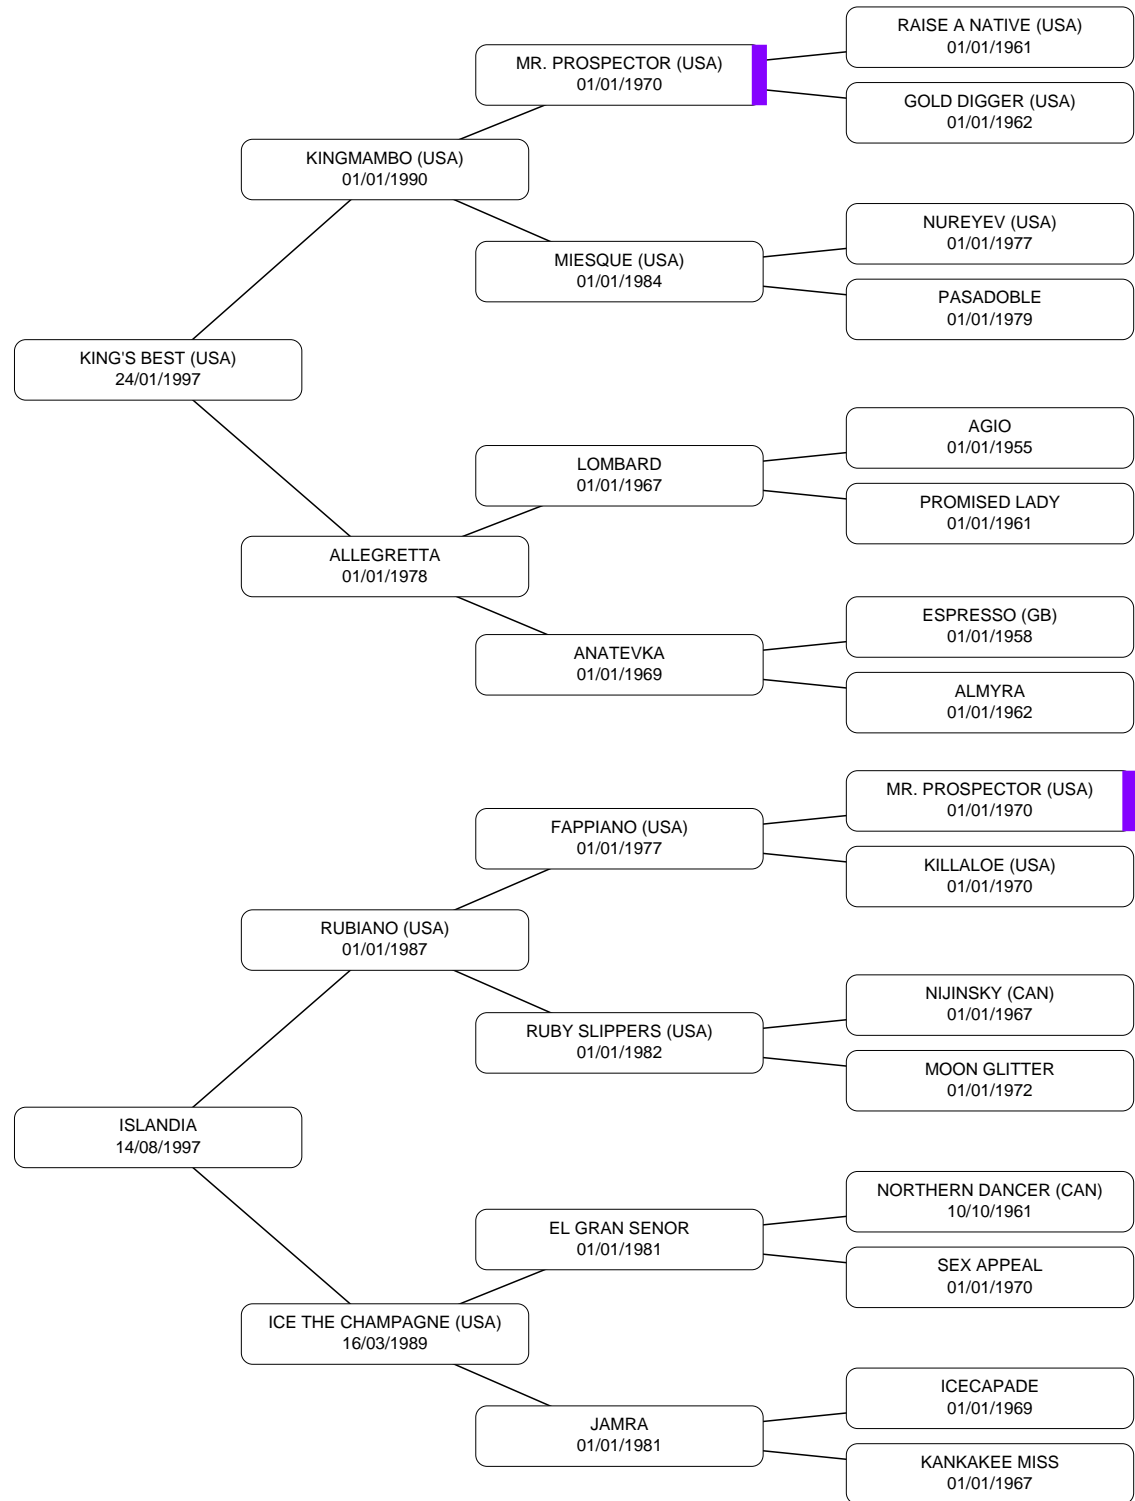 RAISE A NATIVE (USA)
01/01/1961
MR. PROSPECTOR (USA)
01/01/1970
GOLD DIGGER (USA)
01/01/1962
KINGMAMBO (USA)
01/01/1990
NUREYEV (USA)
01/01/1977
MIESQUE (USA)
01/01/1984
PASADOBLE
01/01/1979
KING'S BEST (USA)
24/01/1997
AGIO
01/01/1955
LOMBARD
01/01/1967
PROMISED LADY
01/01/1961
ALLEGRETTA
01/01/1978
ESPRESSO (GB)
01/01/1958
ANATEVKA
01/01/1969
ALMYRA
01/01/1962
MR. PROSPECTOR (USA)
01/01/1970
FAPPIANO (USA)
01/01/1977
KILLALOE (USA)
01/01/1970
RUBIANO (USA)
01/01/1987
NIJINSKY (CAN)
01/01/1967
RUBY SLIPPERS (USA)
01/01/1982
MOON GLITTER
01/01/1972
ISLANDIA
14/08/1997
NORTHERN DANCER (CAN)
10/10/1961
EL GRAN SENOR
01/01/1981
SEX APPEAL
01/01/1970
ICE THE CHAMPAGNE (USA)
16/03/1989
ICECAPADE
01/01/1969
JAMRA
01/01/1981
KANKAKEE MISS
01/01/1967